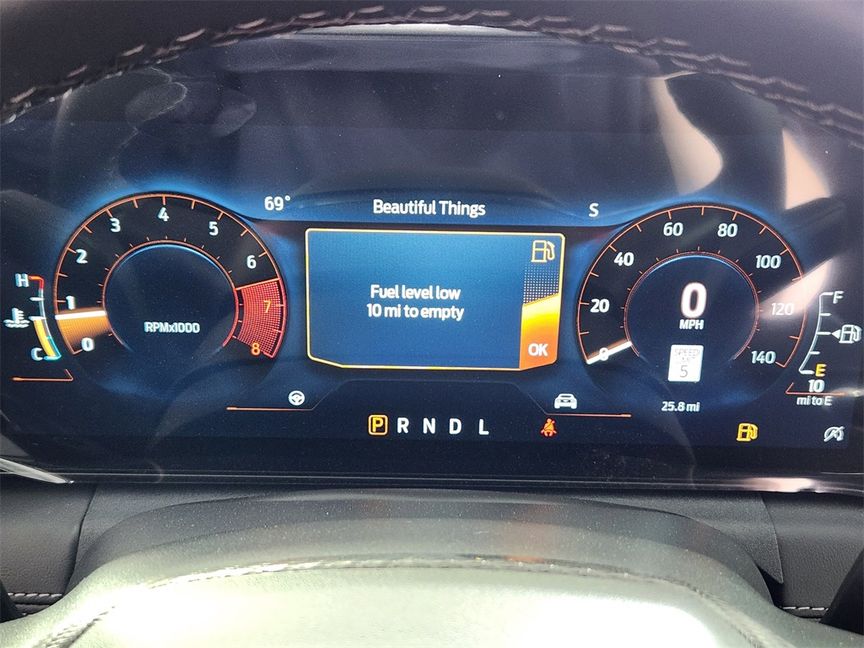 69° Beautiful Things S
Fuel level low
10 mi to empty
OK
H
C
0
1
2
3
4
5
6
7
8
RPMx1000
0
20
40
60
80
100
120
140
0
MPH
SPEED
5
25.8 mi
F
E
10
mi to E
P R N D L